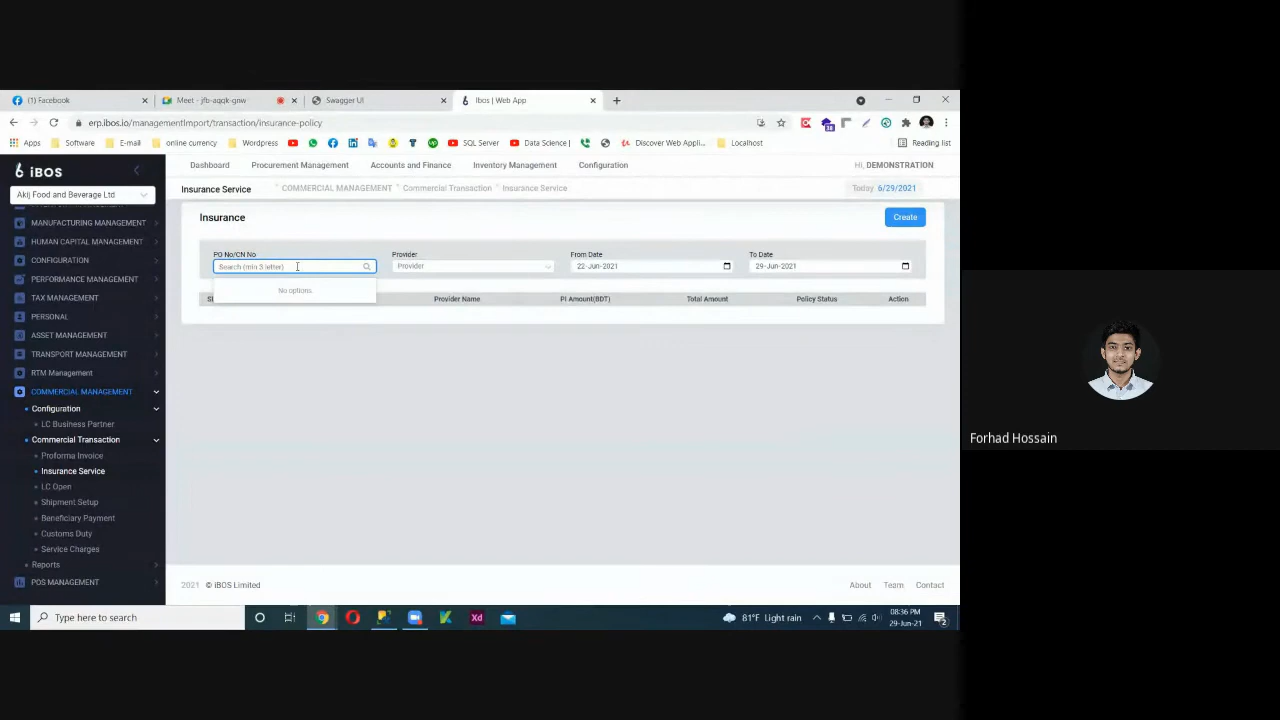 (1) Facebook
Meet - jfb-aqqk-gnw
Swagger UI
Ibos | Web App
erp.ibos.io/managementImport/transaction/insurance-policy
Apps Software E-mail online currency Wordpress SQL Server Data Science | Discover Web Appli... Localhost Reading list
iBOS
Dashboard Procurement Management Accounts and Finance Inventory Management Configuration
Hi, DEMONSTRATION
Akij Food and Beverage Ltd
Insurance Service
COMMERCIAL MANAGEMENT Commercial Transaction Insurance Service
Today 6/29/2021
MANUFACTURING MANAGEMENT
HUMAN CAPITAL MANAGEMENT
CONFIGURATION
PERFORMANCE MANAGEMENT
TAX MANAGEMENT
PERSONAL
ASSET MANAGEMENT
TRANSPORT MANAGEMENT
RTM Management
COMMERCIAL MANAGEMENT
Configuration
LC Business Partner
Commercial Transaction
Proforma Invoice
Insurance Service
LC Open
Shipment Setup
Beneficiary Payment
Customs Duty
Service Charges
Reports
POS MANAGEMENT
Insurance
Create
PO No/CN No Provider From Date To Date
Search (min 3 letter) Provider 22-Jun-2021 29-Jun-2021
No options
Provider Name PI Amount(BDT) Total Amount Policy Status Action
2021 © iBOS Limited
About Team Contact
Type here to search
Xd
81°F Light rain
08:36 PM
29-Jun-21
2
Forhad Hossain